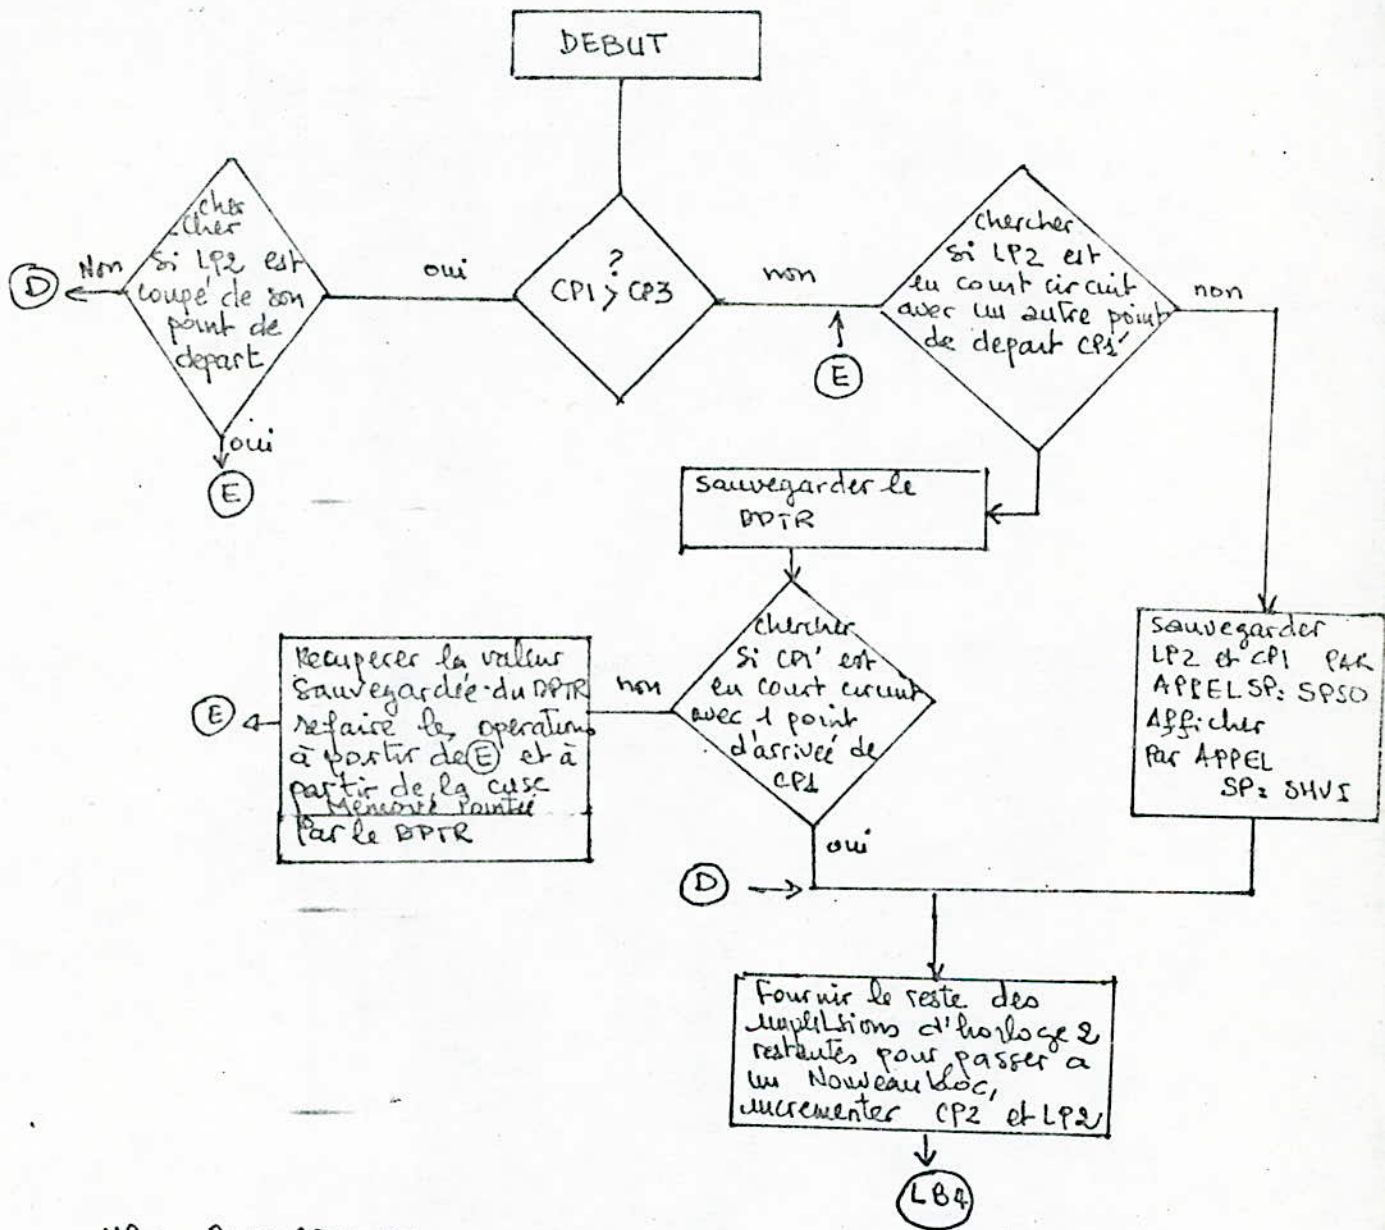 DEBUT
cher
cher
Si LP2 est
coupé de son
point de
depart
Non
D
oui
E
oui
?
CP1 > CP3
non
E
chercher
Si LP2 est
en court circuit
avec un autre point
de depart CP1'
non
Sauvegarder le
DPTR
chercher
Si CP1' est
en court circuit
avec 1 point
d'arrivée de
CP1
non
oui
Recuperer la valeur
Sauvegardée du DPTR
refaire les operations
à partir de E et à
partir de la case
Mémoire Pointée
Par le DPTR
E
Sauvegarder
LP2 et CP1 PAR
APPEL SP: SPSO
Afficher
Par APPEL
SP: SHVI
D
Fournir le reste des
impulsions d'horloge 2
restantes pour passer a
un Nouveau bloc,
incrementer CP2 et LP2
LB4